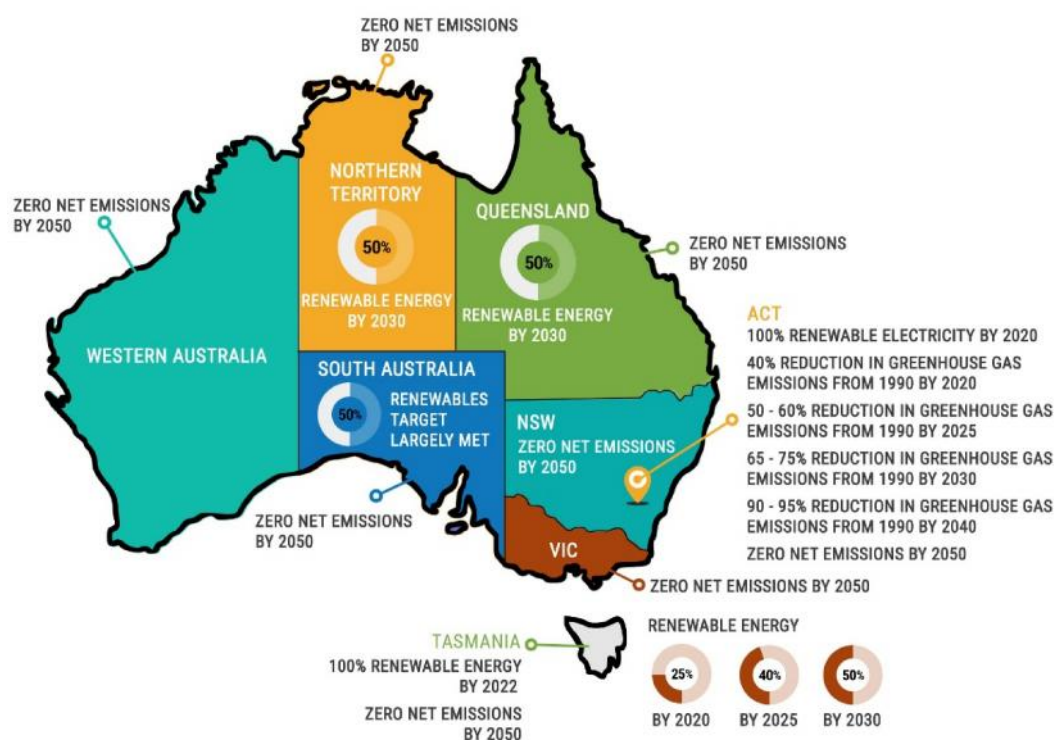 ZERO NET EMISSIONS
BY 2050
NORTHERN
TERRITORY
50%
RENEWABLE ENERGY
BY 2030
QUEENSLAND
50%
RENEWABLE ENERGY
BY 2030
ZERO NET EMISSIONS
BY 2050
ZERO NET EMISSIONS
BY 2050
WESTERN AUSTRALIA
SOUTH AUSTRALIA
50%
RENEWABLES
TARGET
LARGELY MET
ZERO NET EMISSIONS
BY 2050
NSW
ZERO NET EMISSIONS
BY 2050
ACT
100% RENEWABLE ELECTRICITY BY 2020
40% REDUCTION IN GREENHOUSE GAS
EMISSIONS FROM 1990 BY 2020
50 - 60% REDUCTION IN GREENHOUSE GAS
EMISSIONS FROM 1990 BY 2025
65 - 75% REDUCTION IN GREENHOUSE GAS
EMISSIONS FROM 1990 BY 2030
90 - 95% REDUCTION IN GREENHOUSE GAS
EMISSIONS FROM 1990 BY 2040
ZERO NET EMISSIONS BY 2050
VIC
ZERO NET EMISSIONS BY 2050
RENEWABLE ENERGY
25%
BY 2020
40%
BY 2025
50%
BY 2030
TASMANIA
100% RENEWABLE ENERGY
BY 2022
ZERO NET EMISSIONS
BY 2050